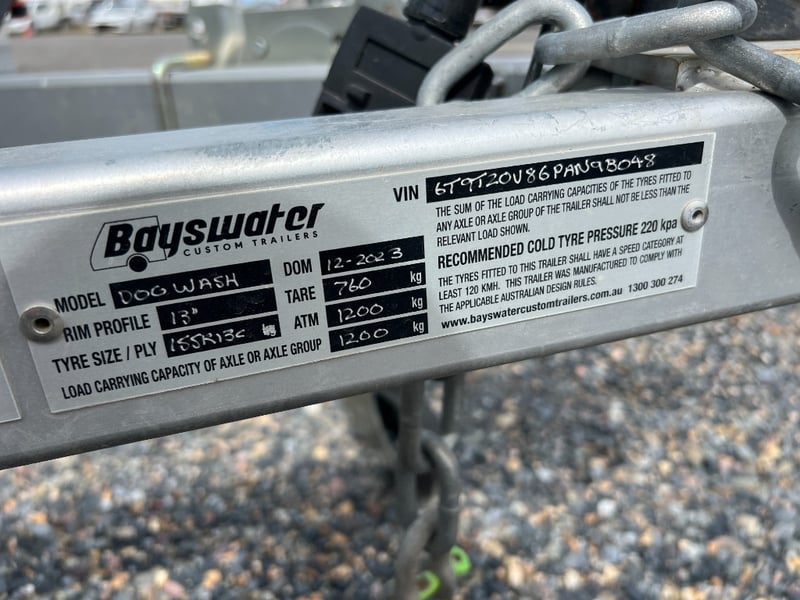 Bayswater
CUSTOM TRAILERS
MODEL DOG WASH
RIM PROFILE 13"
TYRE SIZE / PLY 155R13C kg
DOM 12-2023
TARE 760 kg
ATM 1200 kg
LOAD CARRYING CAPACITY OF AXLE OR AXLE GROUP 1200 kg
VIN 6T9T20V86PAN9B048
THE SUM OF THE LOAD CARRYING CAPACITIES OF THE TYRES FITTED TO
ANY AXLE OR AXLE GROUP OF THE TRAILER SHALL NOT BE LESS THAN THE
RELEVANT LOAD SHOWN.
RECOMMENDED COLD TYRE PRESSURE 220 kpa
THE TYRES FITTED TO THIS TRAILER SHALL HAVE A SPEED CATEGORY AT
LEAST 120 KMH. THIS TRAILER WAS MANUFACTURED TO COMPLY WITH
THE APPLICABLE AUSTRALIAN DESIGN RULES.
www.bayswatercustomtrailers.com.au 1300 300 274